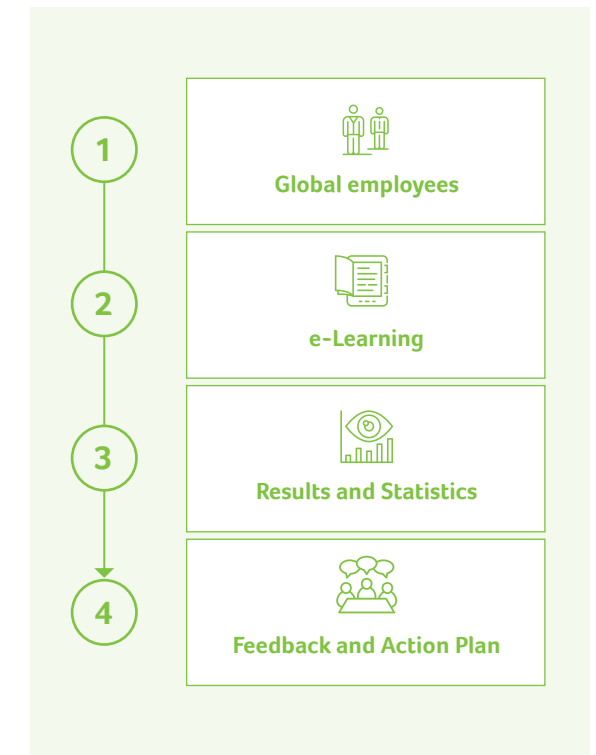 1
Global employees
2
e-Learning
3
Results and Statistics
4
Feedback and Action Plan